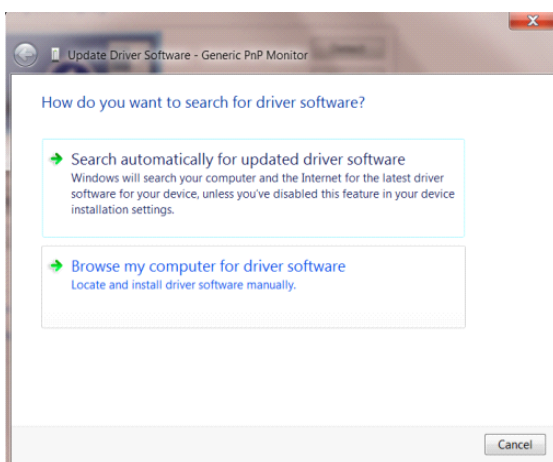 Update Driver Software - Generic PnP Monitor
How do you want to search for driver software?
Search automatically for updated driver software
Windows will search your computer and the Internet for the latest driver
software for your device, unless you've disabled this feature in your device
installation settings.
Browse my computer for driver software
Locate and install driver software manually.
Cancel